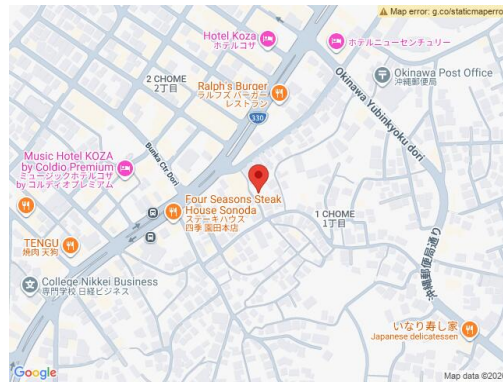 Map error: g.co/staticmaperro
Hotel Koza
ホテルコザ
ホテルニューセンチュリー
Okinawa Post Office
沖縄郵便局
2 CHOME
2丁目
Ralph's Burger
ラルフズ バーガー
レストラン
330
Okinawa Yubinkyoku dori
Bunka Ctr Dori
Music Hotel KOZA
by Coldio Premium
ミュージックホテルコザ
by コルディオプレミアム
Four Seasons Steak
House Sonoda
ステーキハウス
四季 園田本店
1 CHOME
1丁目
TENGU
焼肉 天狗
College Nikkei Business
専門学校 日経ビジネス
沖縄郵便局通り
いなり寿し家
Japanese delicatessen
Google
Map data ©202